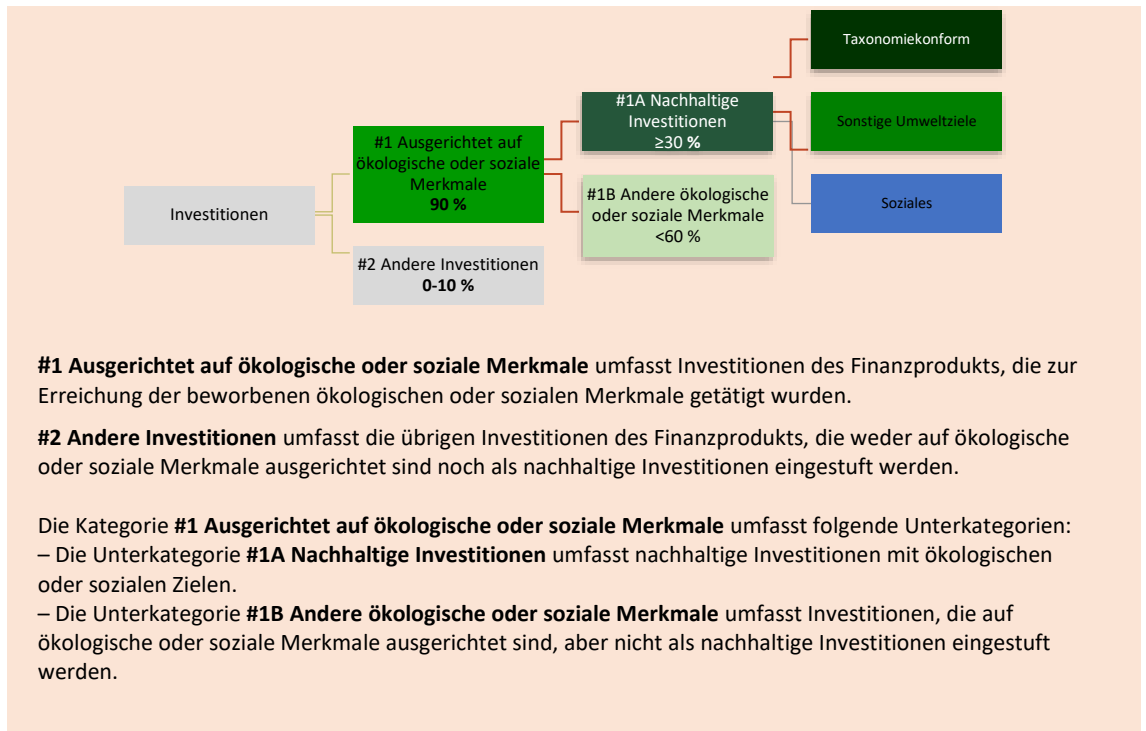 Taxonomiekonform
#1A Nachhaltige
Investitionen
≥30 %
Sonstige Umweltziele
#1 Ausgerichtet auf
ökologische oder soziale
Merkmale
90 %
#1B Andere ökologische
oder soziale Merkmale
<60 %
Soziales
Investitionen
#2 Andere Investitionen
0-10 %
#1 Ausgerichtet auf ökologische oder soziale Merkmale umfasst Investitionen des Finanzprodukts, die zur
Erreichung der beworbenen ökologischen oder sozialen Merkmale getätigt wurden.
#2 Andere Investitionen umfasst die übrigen Investitionen des Finanzprodukts, die weder auf ökologische
oder soziale Merkmale ausgerichtet sind noch als nachhaltige Investitionen eingestuft werden.
Die Kategorie #1 Ausgerichtet auf ökologische oder soziale Merkmale umfasst folgende Unterkategorien:
– Die Unterkategorie #1A Nachhaltige Investitionen umfasst nachhaltige Investitionen mit ökologischen
oder sozialen Zielen.
– Die Unterkategorie #1B Andere ökologische oder soziale Merkmale umfasst Investitionen, die auf
ökologische oder soziale Merkmale ausgerichtet sind, aber nicht als nachhaltige Investitionen eingestuft
werden.